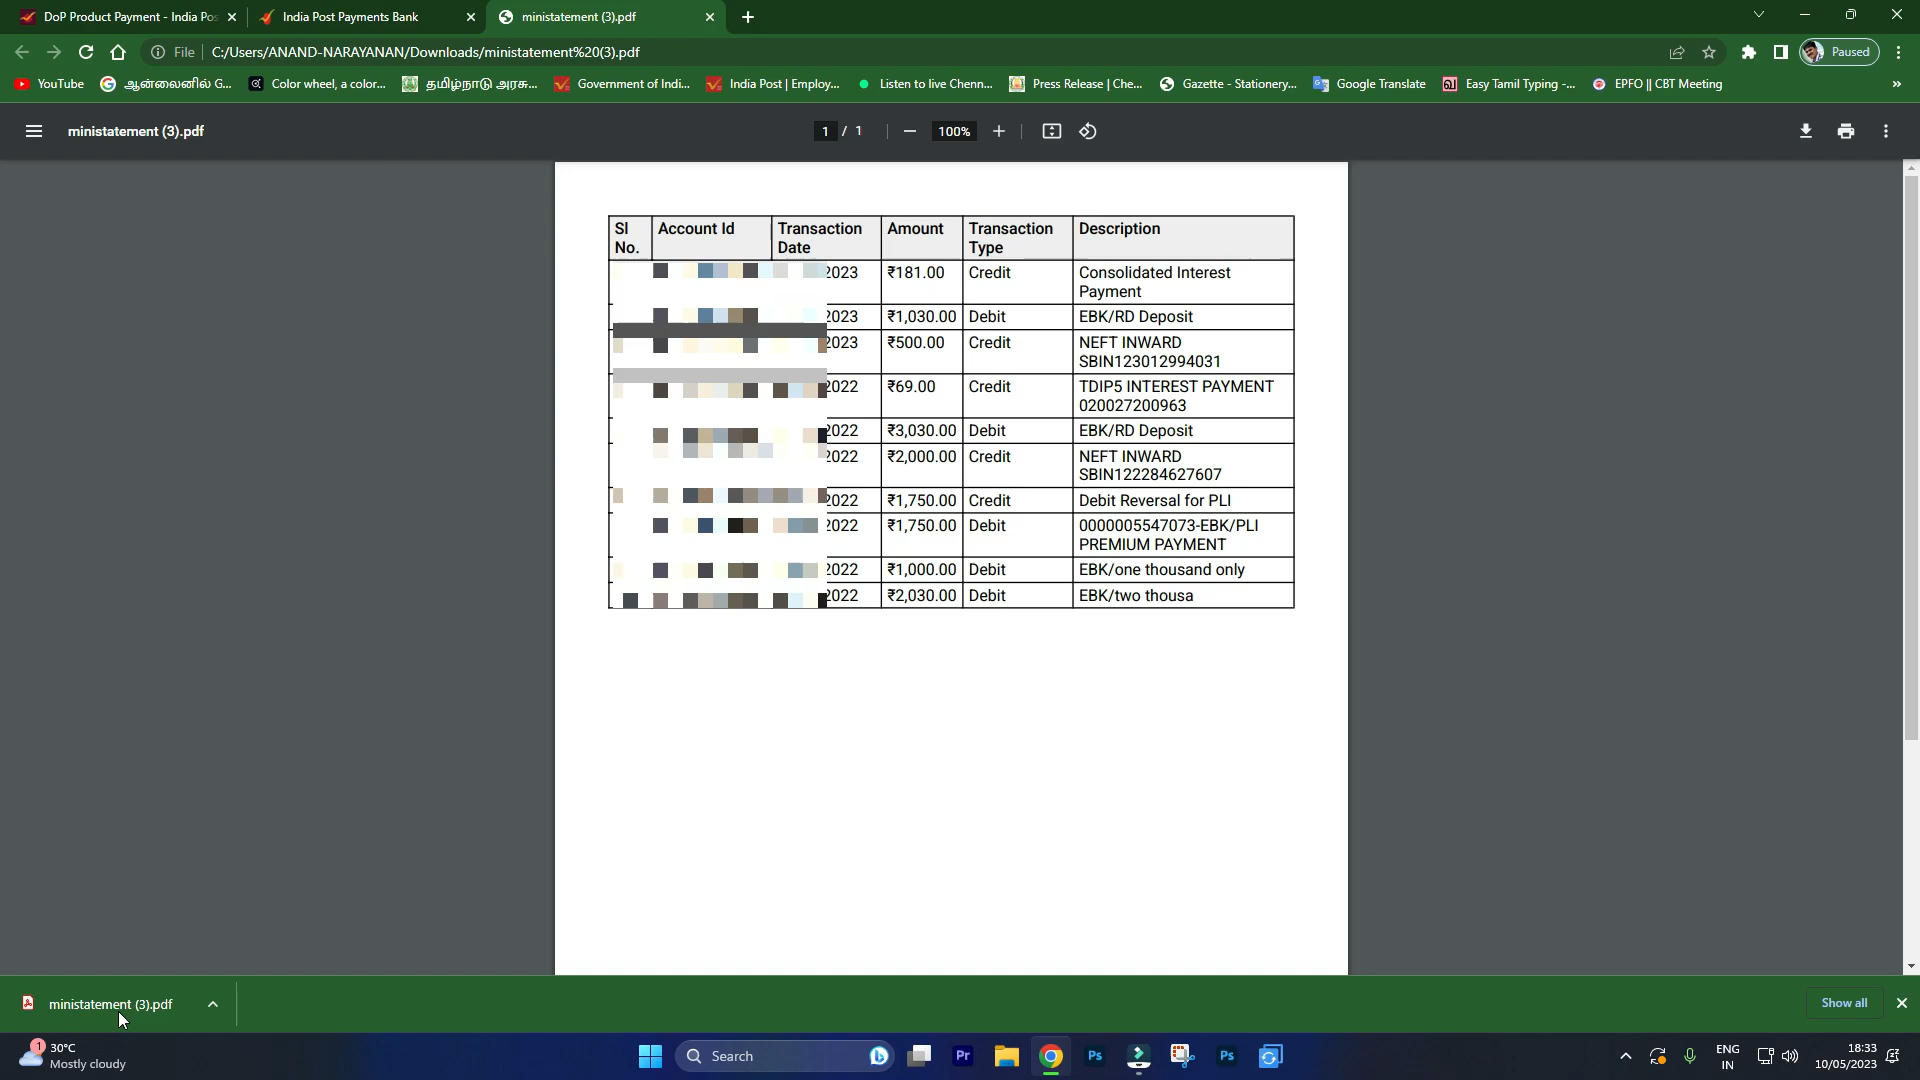 DoP Product Payment - India Pos
India Post Payments Bank
ministatement (3).pdf
File
C:/Users/ANAND-NARAYANAN/Downloads/ministatement%20(3).pdf
Paused
YouTube
ஆன்லைனில் G...
Color wheel, a color...
தமிழ்நாடு அரசு...
Government of Indi...
India Post | Employ...
Listen to live Chenn...
Press Release | Che...
Gazette - Stationery...
Google Translate
Easy Tamil Typing -...
EPFO || CBT Meeting
ministatement (3).pdf
1 / 1
100%
Sl No. Account Id Transaction Date Amount Transaction Type Description
2023 ₹181.00 Credit Consolidated Interest
Payment
2023 ₹1,030.00 Debit EBK/RD Deposit
2023 ₹500.00 Credit NEFT INWARD
SBIN123012994031
2022 ₹69.00 Credit TDIP5 INTEREST PAYMENT
020027200963
2022 ₹3,030.00 Debit EBK/RD Deposit
2022 ₹2,000.00 Credit NEFT INWARD
SBIN122284627607
2022 ₹1,750.00 Credit Debit Reversal for PLI
2022 ₹1,750.00 Debit 0000005547073-EBK/PLI
PREMIUM PAYMENT
2022 ₹1,000.00 Debit EBK/one thousand only
2022 ₹2,030.00 Debit EBK/two thousa
ministatement (3).pdf
Show all
1
30°C
Mostly cloudy
Search
Pr
Ps
Ps
ENG
IN
18:33
10/05/2023